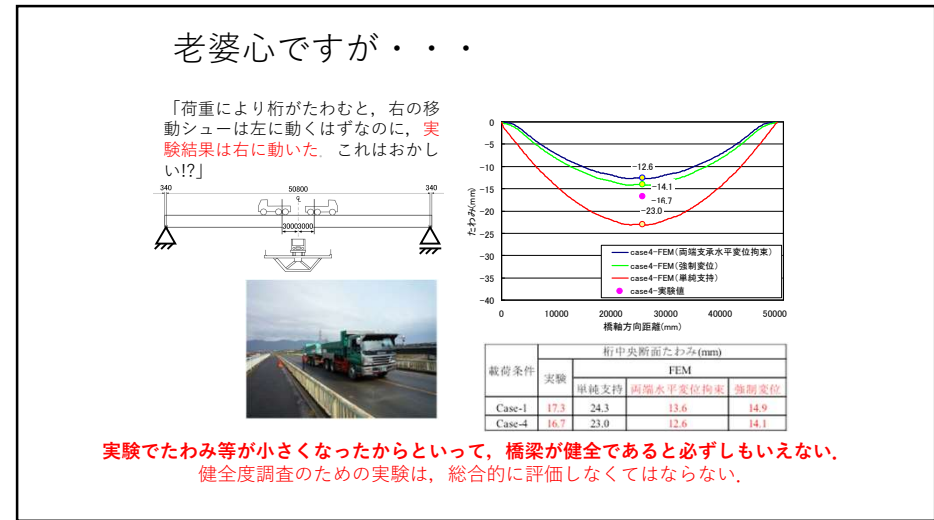 老婆心ですが・・・
「荷重により桁がたわむと，右の移
動シューは左に動くはずなのに，実
験結果は右に動いた．これはおかし
い!?」
340
50800
340
℄
3000 3000
0
-5
-10
-15
-20
-25
-30
-35
-40
たわみ(mm)
-12.6
-14.1
-16.7
-23.0
case4-FEM(両端支承水平変位拘束)
case4-FEM(強制変位)
case4-FEM(単純支持)
case4-実験値
0 10000 20000 30000 40000 50000
橋軸方向距離(mm)
載荷条件 桁中央断面たわみ(mm)
実験 FEM
単純支持 両端水平変位拘束 強制変位
Case-1 17.3 24.3 13.6 14.9
Case-4 16.7 23.0 12.6 14.1
実験でたわみ等が小さくなったからといって，橋梁が健全であると必ずしもいえない．
健全度調査のための実験は，総合的に評価しなくてはならない．